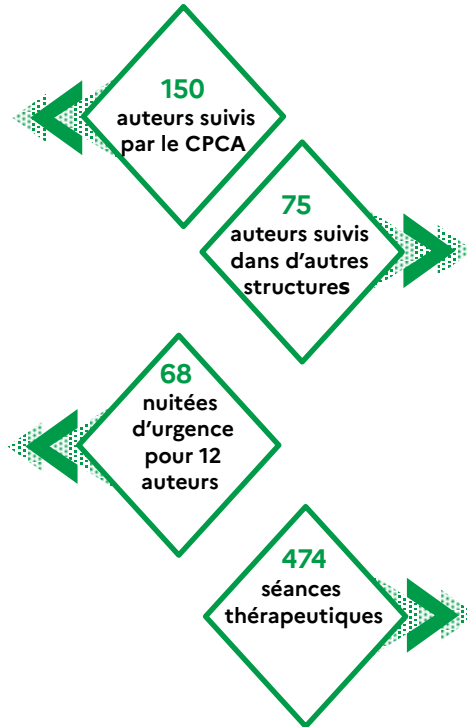 150
auteurs suivis
par le CPCA
75
auteurs suivis
dans d'autres
structures
68
nuitées
d'urgence
pour 12
auteurs
474
séances
thérapeutiques